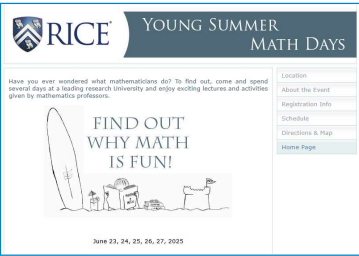 RICE
YOUNG SUMMER
MATH DAYS
Have you ever wondered what mathematicians do? To find out, come and spend
several days at a leading research University and enjoy exciting lectures and activities
given by mathematics professors.
FIND OUT
WHY MATH
IS FUN!
June 23, 24, 25, 26, 27, 2025
Location
About the Event
Registration Info
Schedule
Directions & Map
Home Page